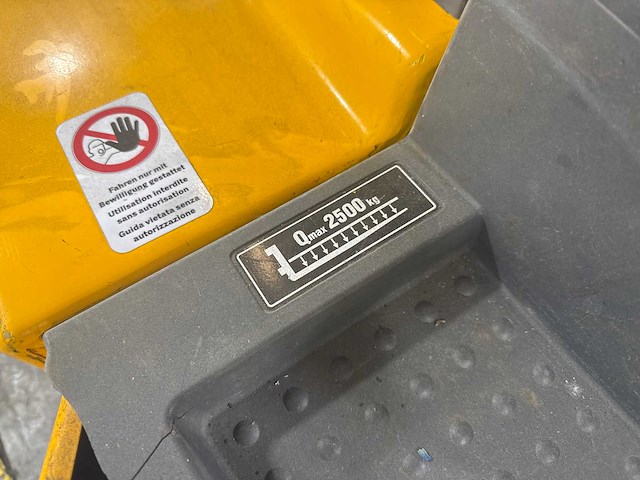 Fahren nur mit
Bewilligung gestattet
Utilisation interdite
sans autorisation
Guida vietata senza
autorizzazione
Qmax 2500 kg